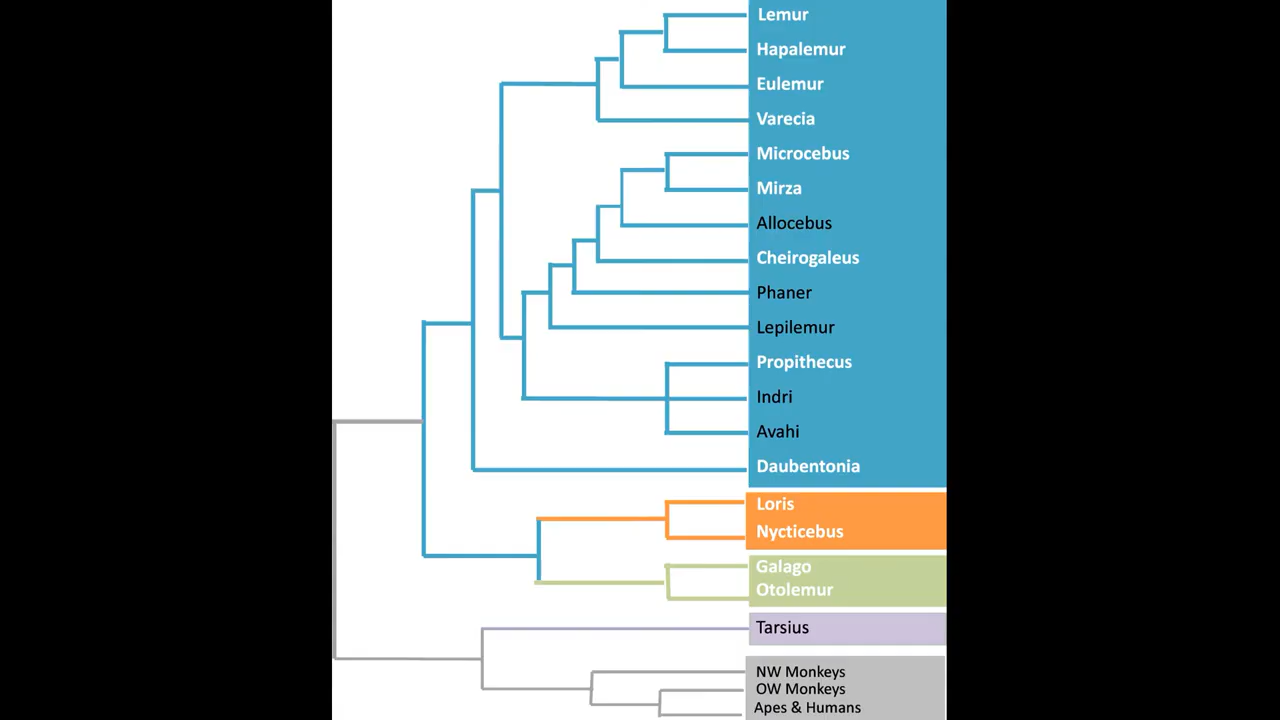 Lemur
Hapalemur
Eulemur
Varecia
Microcebus
Mirza
Allocebus
Cheirogaleus
Phaner
Lepilemur
Propithecus
Indri
Avahi
Daubentonia
Loris
Nycticebus
Galago
Otolemur
Tarsius
NW Monkeys
OW Monkeys
Apes & Humans